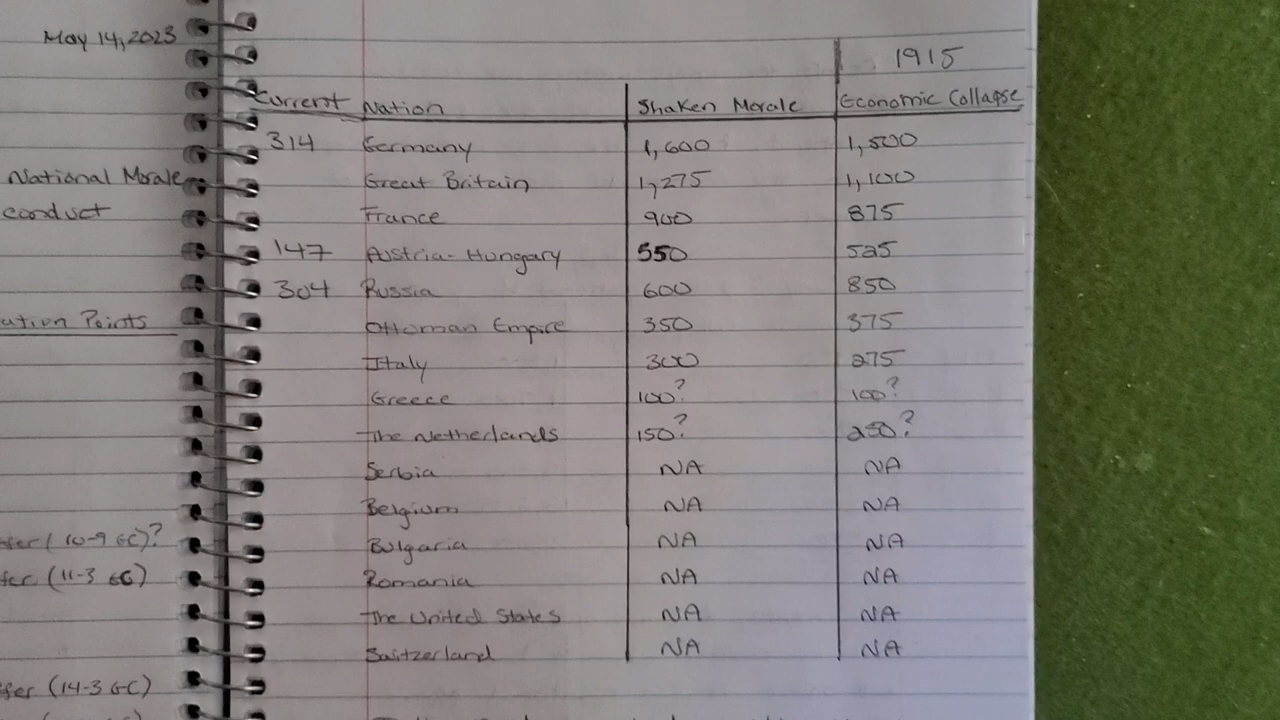 May 14, 2023
1915
Current Nation Shaken Morale Economic Collapse
314 Germany 1,600 1,500
National Morale Great Britain 1,275 1,100
conduct France 900 875
147 Austria-Hungary 550 525
304 Russia 600 850
ution Points Ottoman Empire 350 375
Italy 300 275
Greece 100? 100?
The Netherlands 150? 250?
Serbia NA NA
Belgium NA NA
sfer (10-9 GC)? Bulgaria NA NA
fer (11-3 GC) Romania NA NA
The United States NA NA
Switzerland NA NA
fer (14-3 GC)